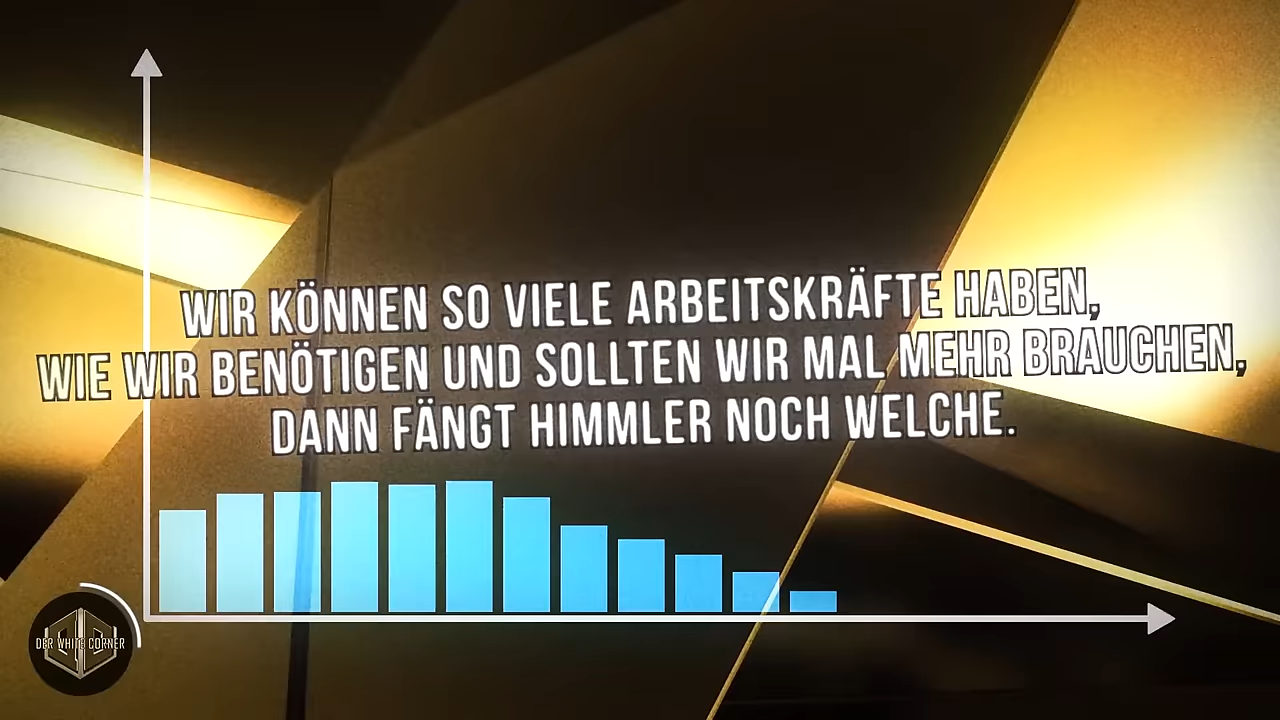 WIR KÖNNEN SO VIELE ARBEITSKRÄFTE HABEN,
WIE WIR BENÖTIGEN UND SOLLTEN WIR MAL MEHR BRAUCHEN,
DANN FÄNGT HIMMLER NOCH WELCHE.
DER WHITE CORNER